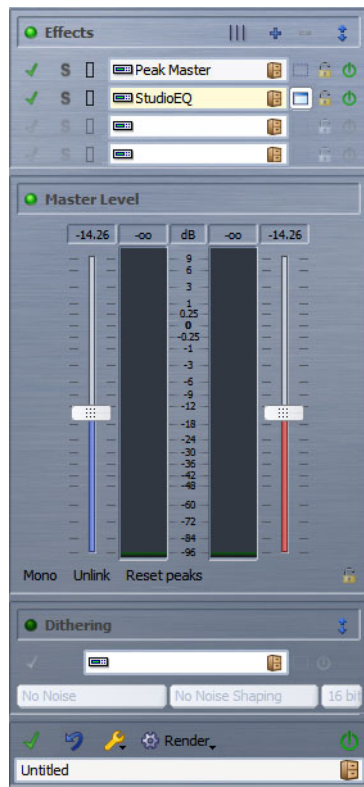 Effects
S Peak Master
S StudioEQ
S
S
Master Level
-14.26 -oo dB -oo -14.26
9
6
3
1
0.25
0
-0.25
-1
-3
-6
-9
-12
-18
-24
-30
-36
-42
-48
-60
-72
-84
-96
Mono Unlink Reset peaks
Dithering
No Noise No Noise Shaping 16 bit
Render
Untitled